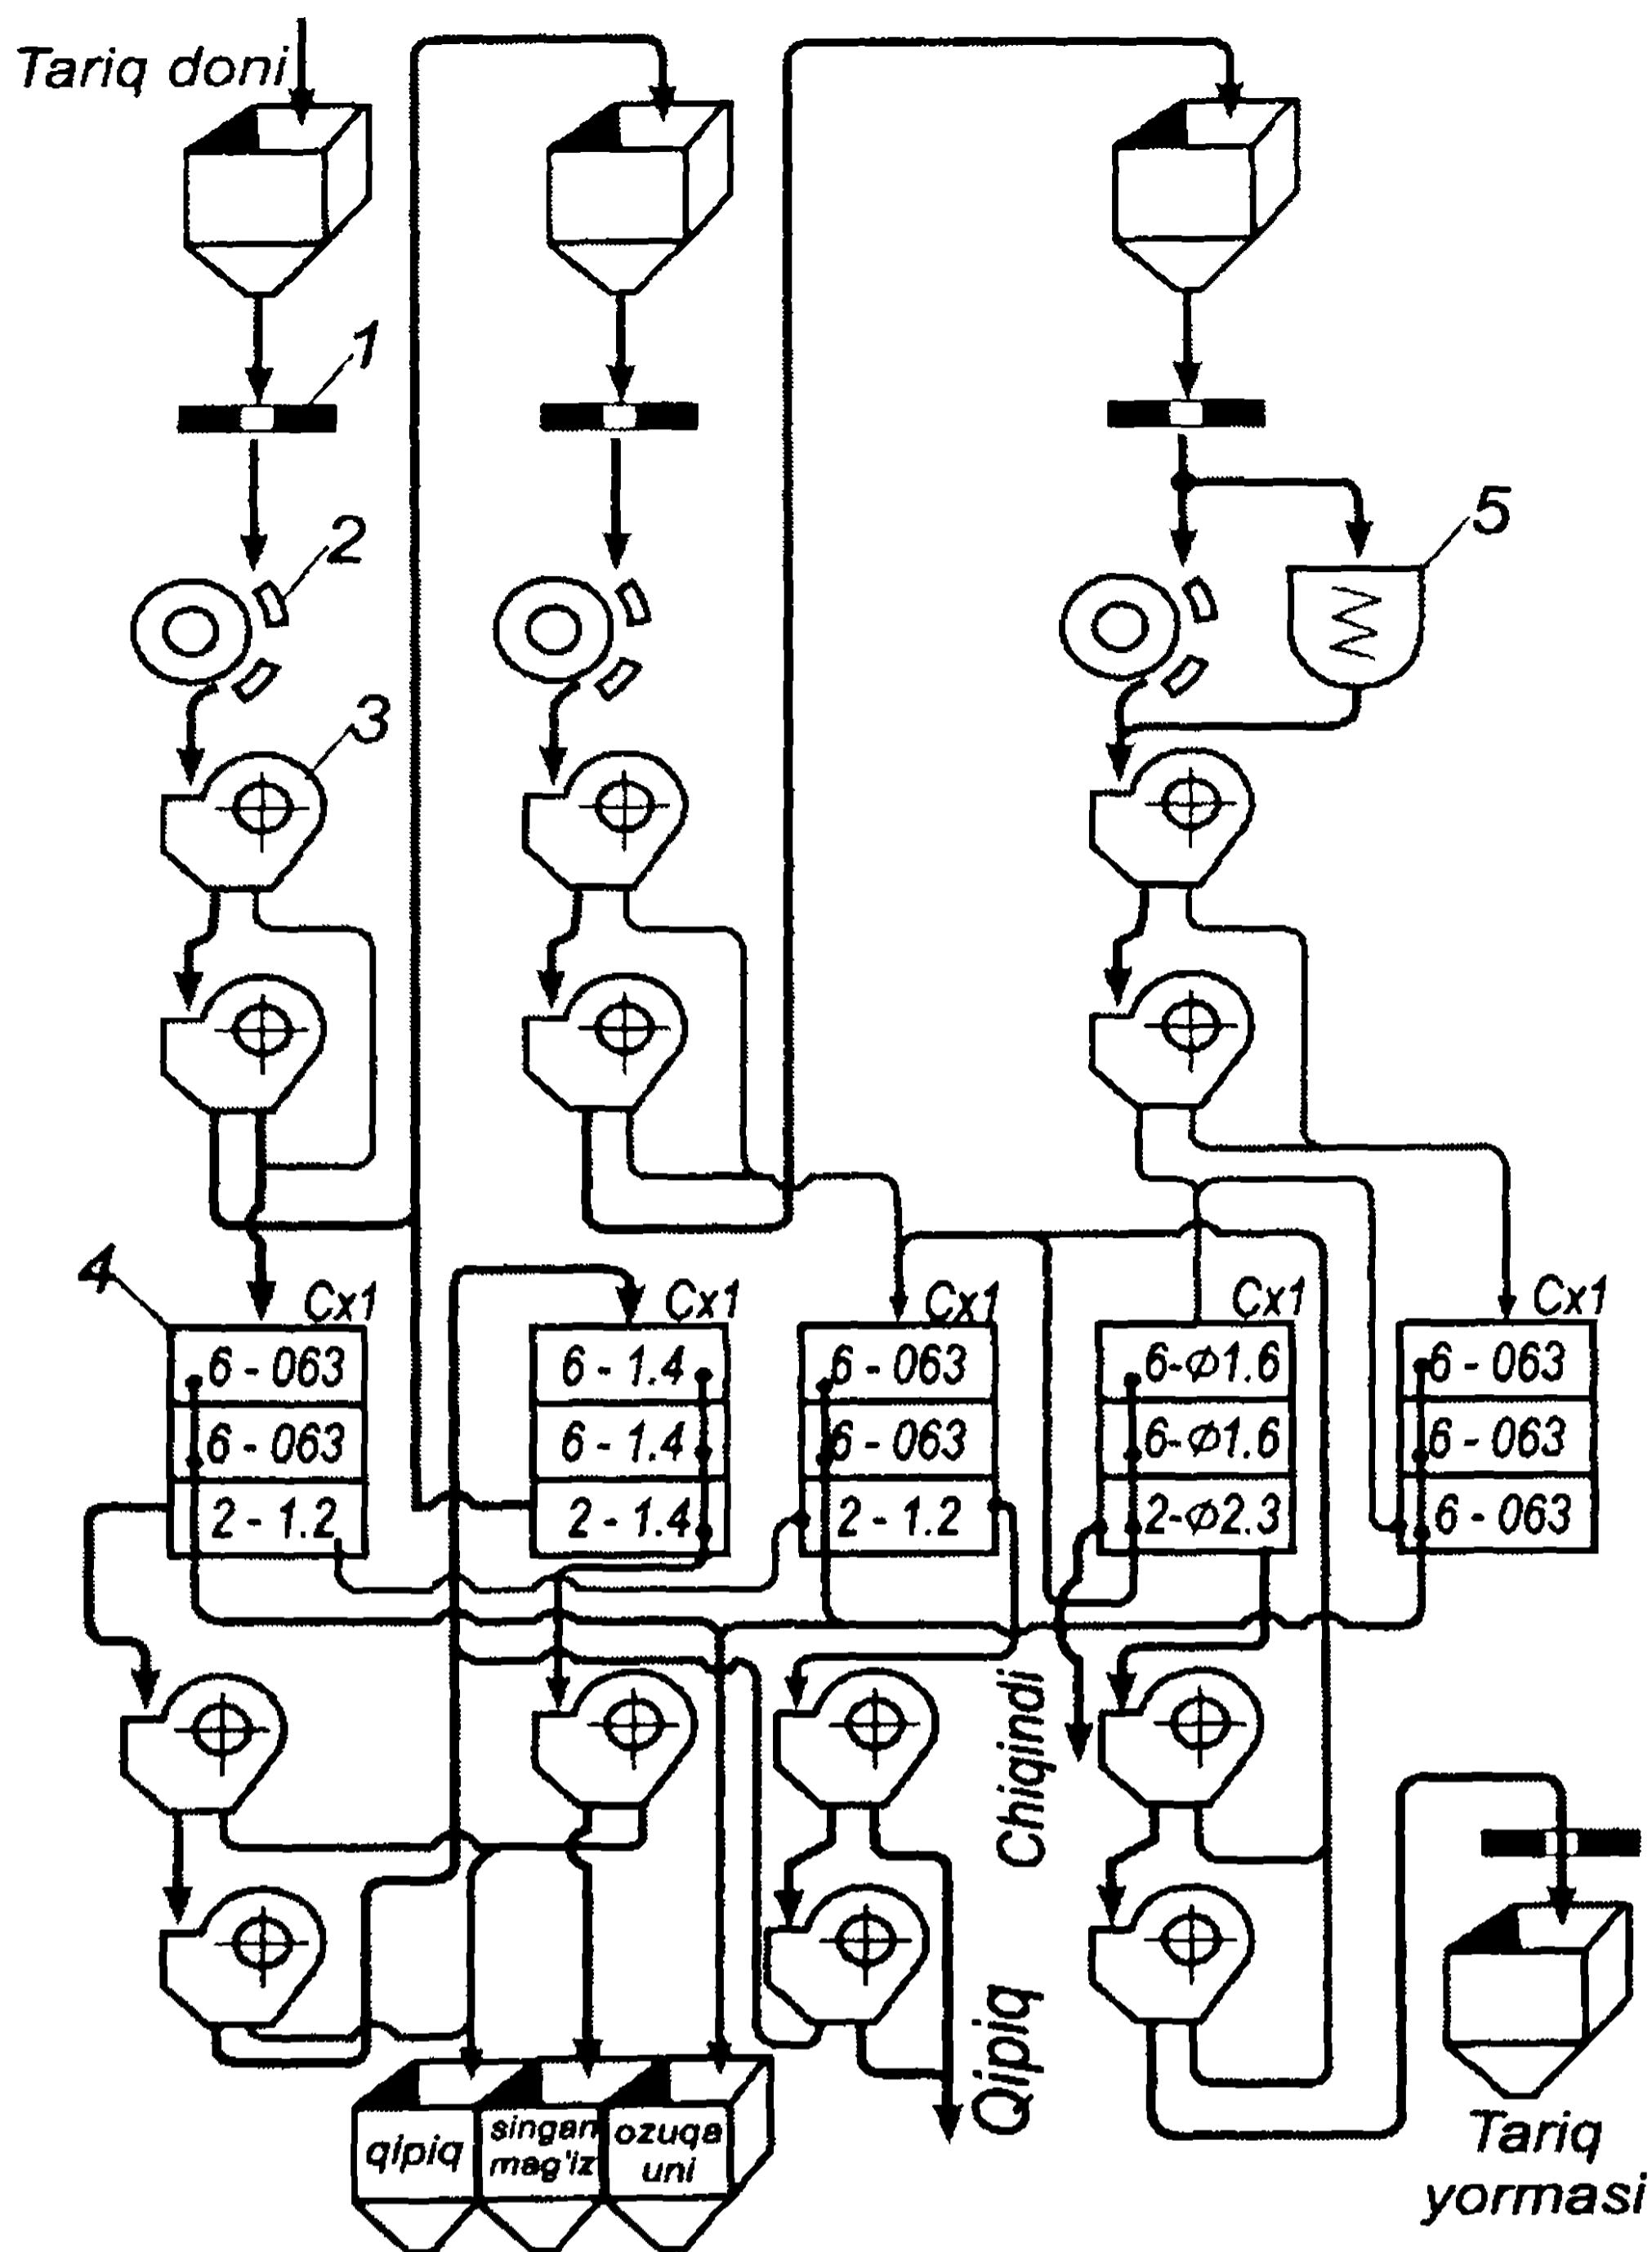 Tariq doni
1
2
5
3
4
Cx1
Cx1
Cx1
Cx1
Cx1
6 - 063
6 - 063
2 - 1.2
6 - 1.4
6 - 1.4
2 - 1.4
6 - 063
6 - 063
2 - 1.2
6-ϕ1.6
6-ϕ1.6
2-ϕ2.3
6 - 063
6 - 063
6 - 063
Chiqindi
Qipiq
qipiq
singan
mag'iz
ozuqa
uni
Tariq
yormasi